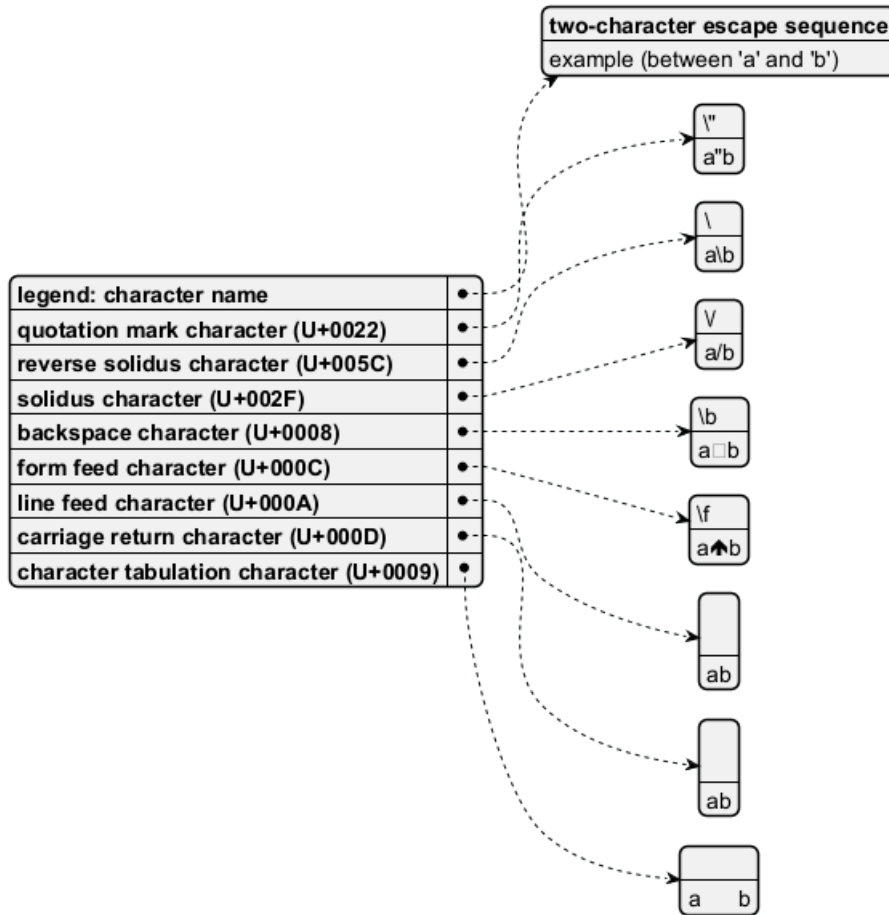 two-character escape sequence
example (between 'a' and 'b')
\"
a"b
\
a\b
\/
a/b
\b
a□b
\f
a🡅b
ab
ab
a	b
legend: character name
quotation mark character (U+0022)
reverse solidus character (U+005C)
solidus character (U+002F)
backspace character (U+0008)
form feed character (U+000C)
line feed character (U+000A)
carriage return character (U+000D)
character tabulation character (U+0009)